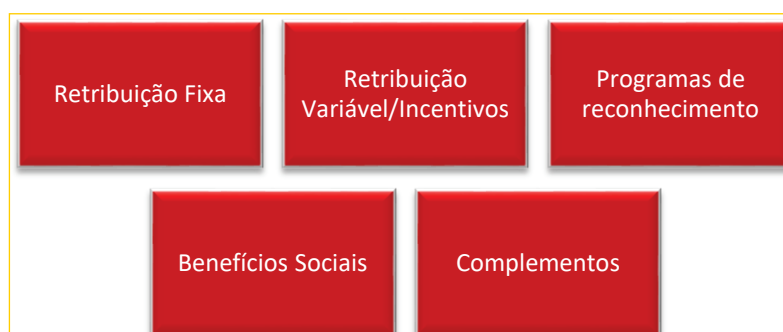 Retribuição Fixa
Retribuição
Variável/Incentivos
Programas de
reconhecimento
Benefícios Sociais
Complementos